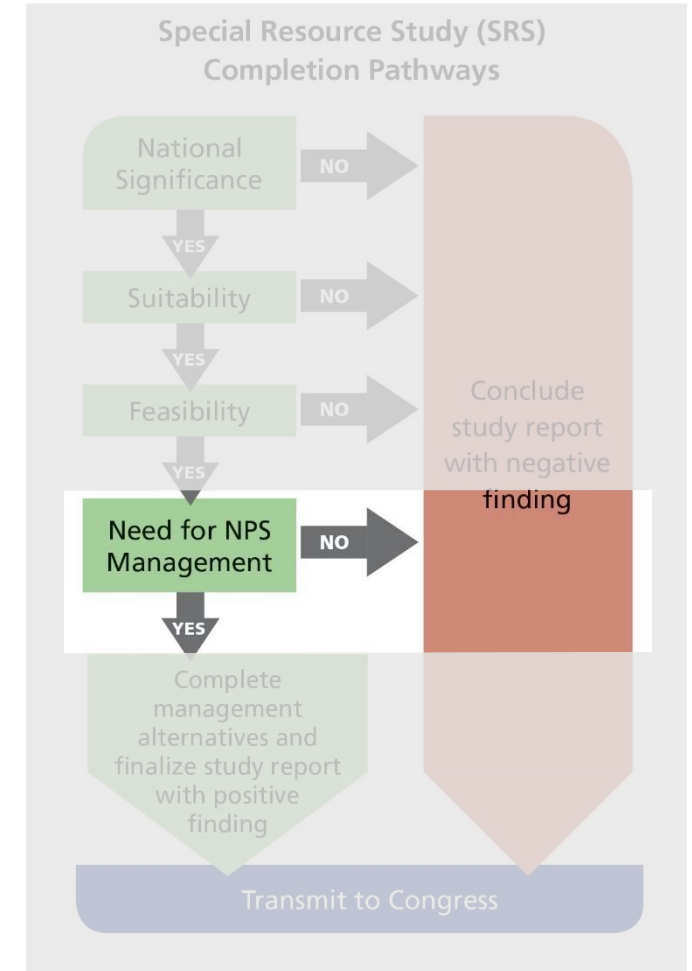 Special Resource Study (SRS)
Completion Pathways
National
Significance
NO
YES
Suitability
NO
YES
Feasibility
NO
YES
Conclude
study report
with negative
finding
Need for NPS
Management
NO
YES
Complete
management
alternatives and
finalize study report
with positive
finding
Transmit to Congress